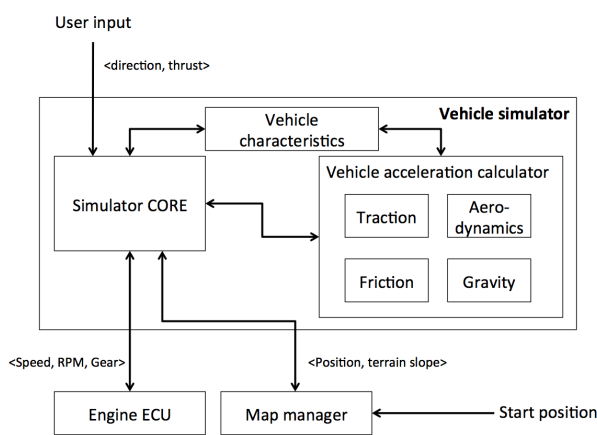 User input
<direction, thrust>
Vehicle simulator
Vehicle
characteristics
Vehicle acceleration calculator
Simulator CORE
Traction
Aero-
dynamics
Friction
Gravity
<Speed, RPM, Gear>
<Position, terrain slope>
Engine ECU
Map manager
Start position